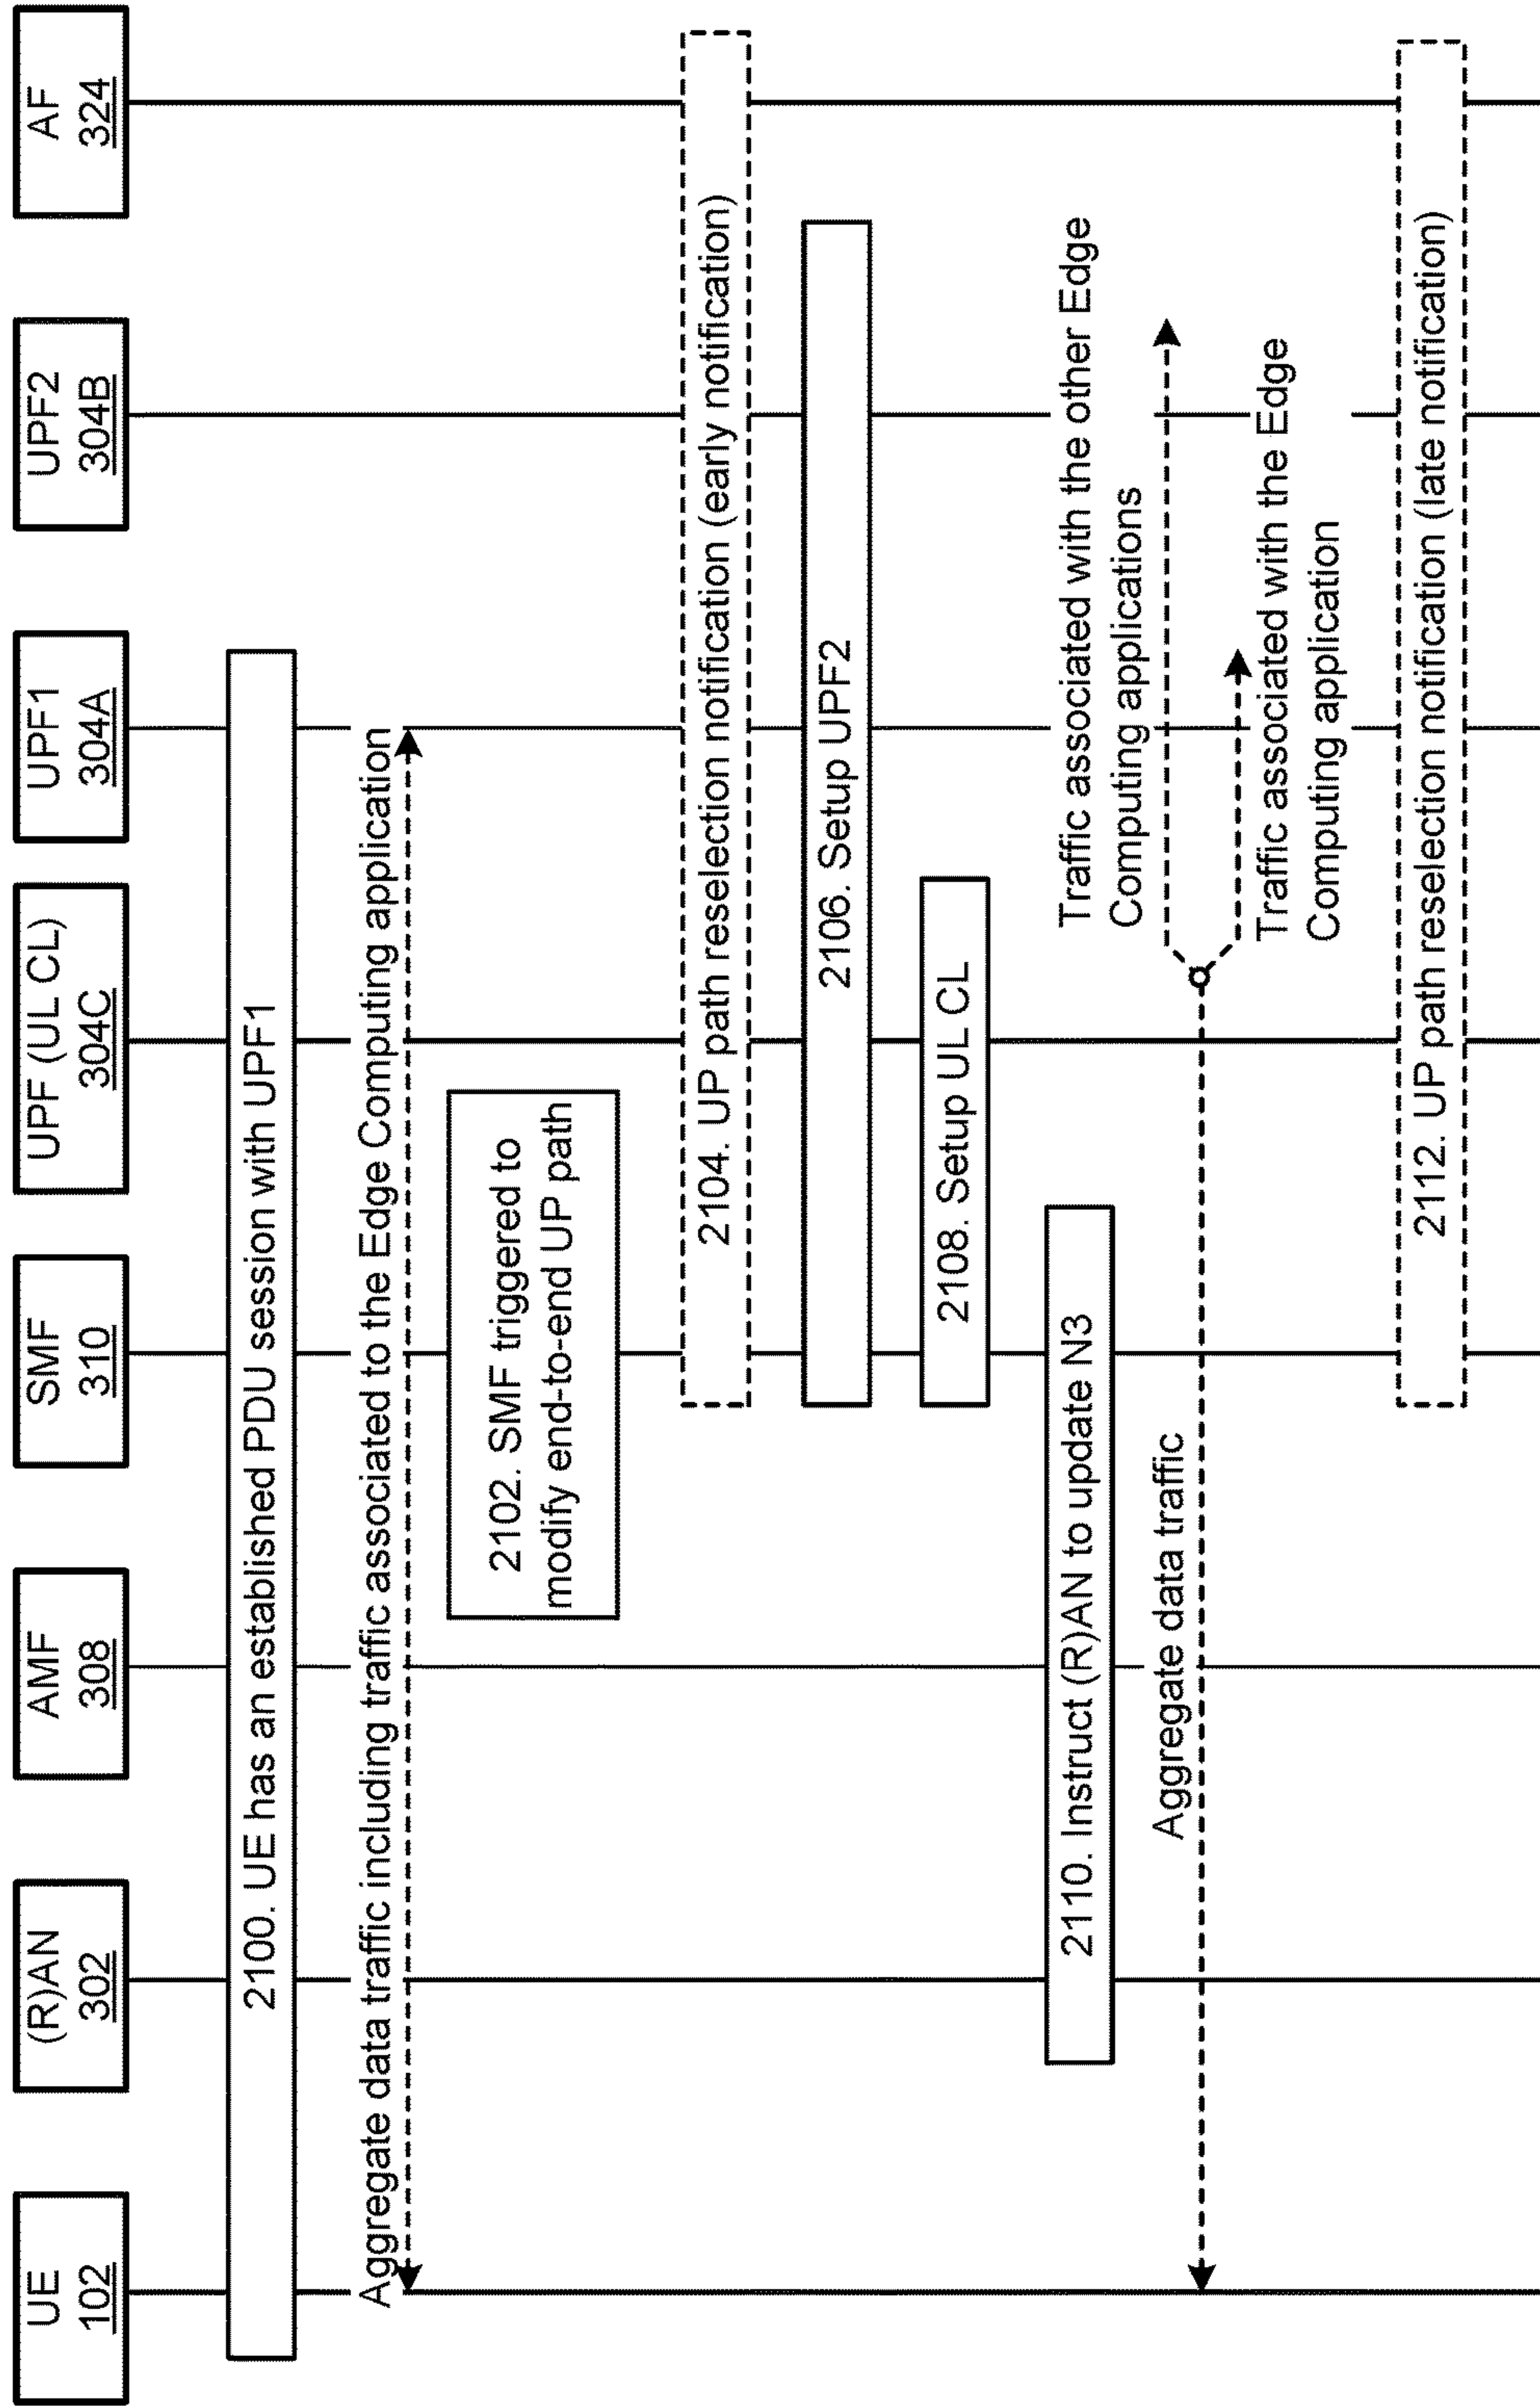 UE
102
(R)AN
302
AMF
308
SMF
310
UPF (UL CL)
304C
UPF1
304A
UPF2
304B
AF
324
2100. UE has an established PDU session with UPF1
Aggregate data traffic including traffic associated to the Edge Computing application
2102. SMF triggered to
modify end-to-end UP path
2104. UP path reselection notification (early notification)
2106. Setup UPF2
2108. Setup UL CL
2110. Instruct (R)AN to update N3
Aggregate data traffic
Traffic associated with the other Edge
Computing applications
Traffic associated with the Edge
Computing application
2112. UP path reselection notification (late notification)